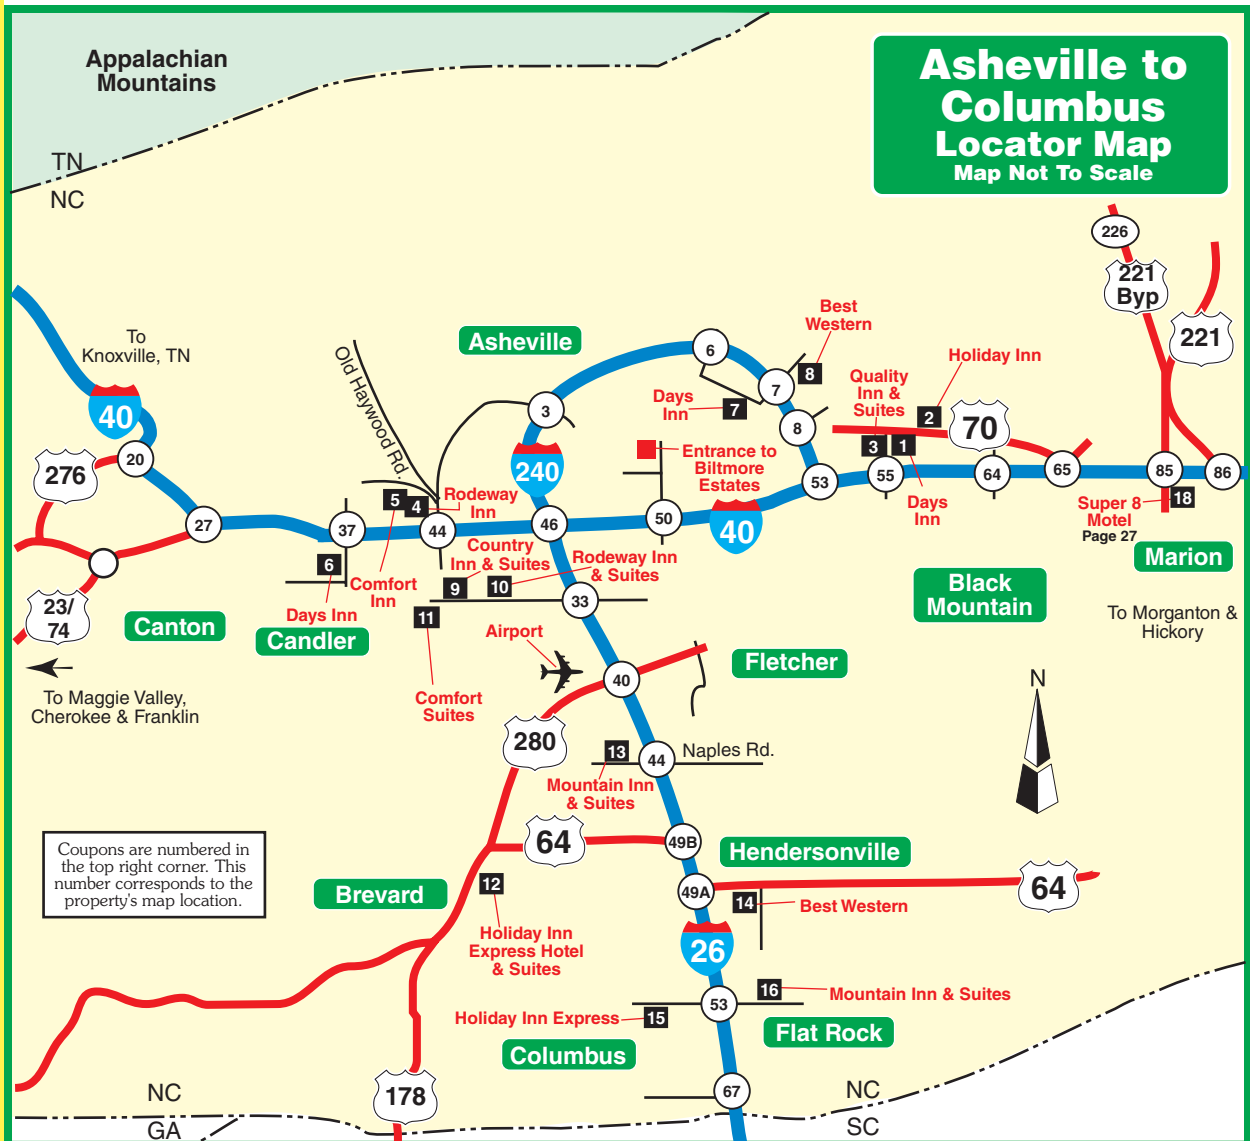 Appalachian
Mountains
Asheville to
Columbus
Locator Map
Map Not To Scale
TN
NC
226
221
Byp
221
To
Knoxville, TN
40
Old Haywood Rd.
Asheville
6
Best
Western
8
7
Days
Inn
7
3
8
Quality
Inn &
Suites
Holiday Inn
2
70
3
1
276
20
240
Entrance to
Biltmore
Estates
53
55
64
65
85
86
Days
Inn
Super 8
Motel
Page 27
18
5
4
Rodeway
Inn
27
37
44
46
50
40
Marion
6
Comfort
Inn
Country
Inn & Suites
Rodeway Inn
& Suites
9
10
33
Black
Mountain
23/
74
Days Inn
11
Canton
Candler
To Morganton &
Hickory
Airport
Fletcher
40
To Maggie Valley,
Cherokee & Franklin
Comfort
Suites
N
280
13
44
Naples Rd.
Mountain Inn
& Suites
Coupons are numbered in
the top right corner. This
number corresponds to the
property's map location.
64
49B
Hendersonville
12
Brevard
49A
64
14
Best Western
Holiday Inn
Express Hotel
& Suites
26
16
Mountain Inn & Suites
53
Holiday Inn Express
15
Flat Rock
Columbus
67
178
NC
GA
NC
SC